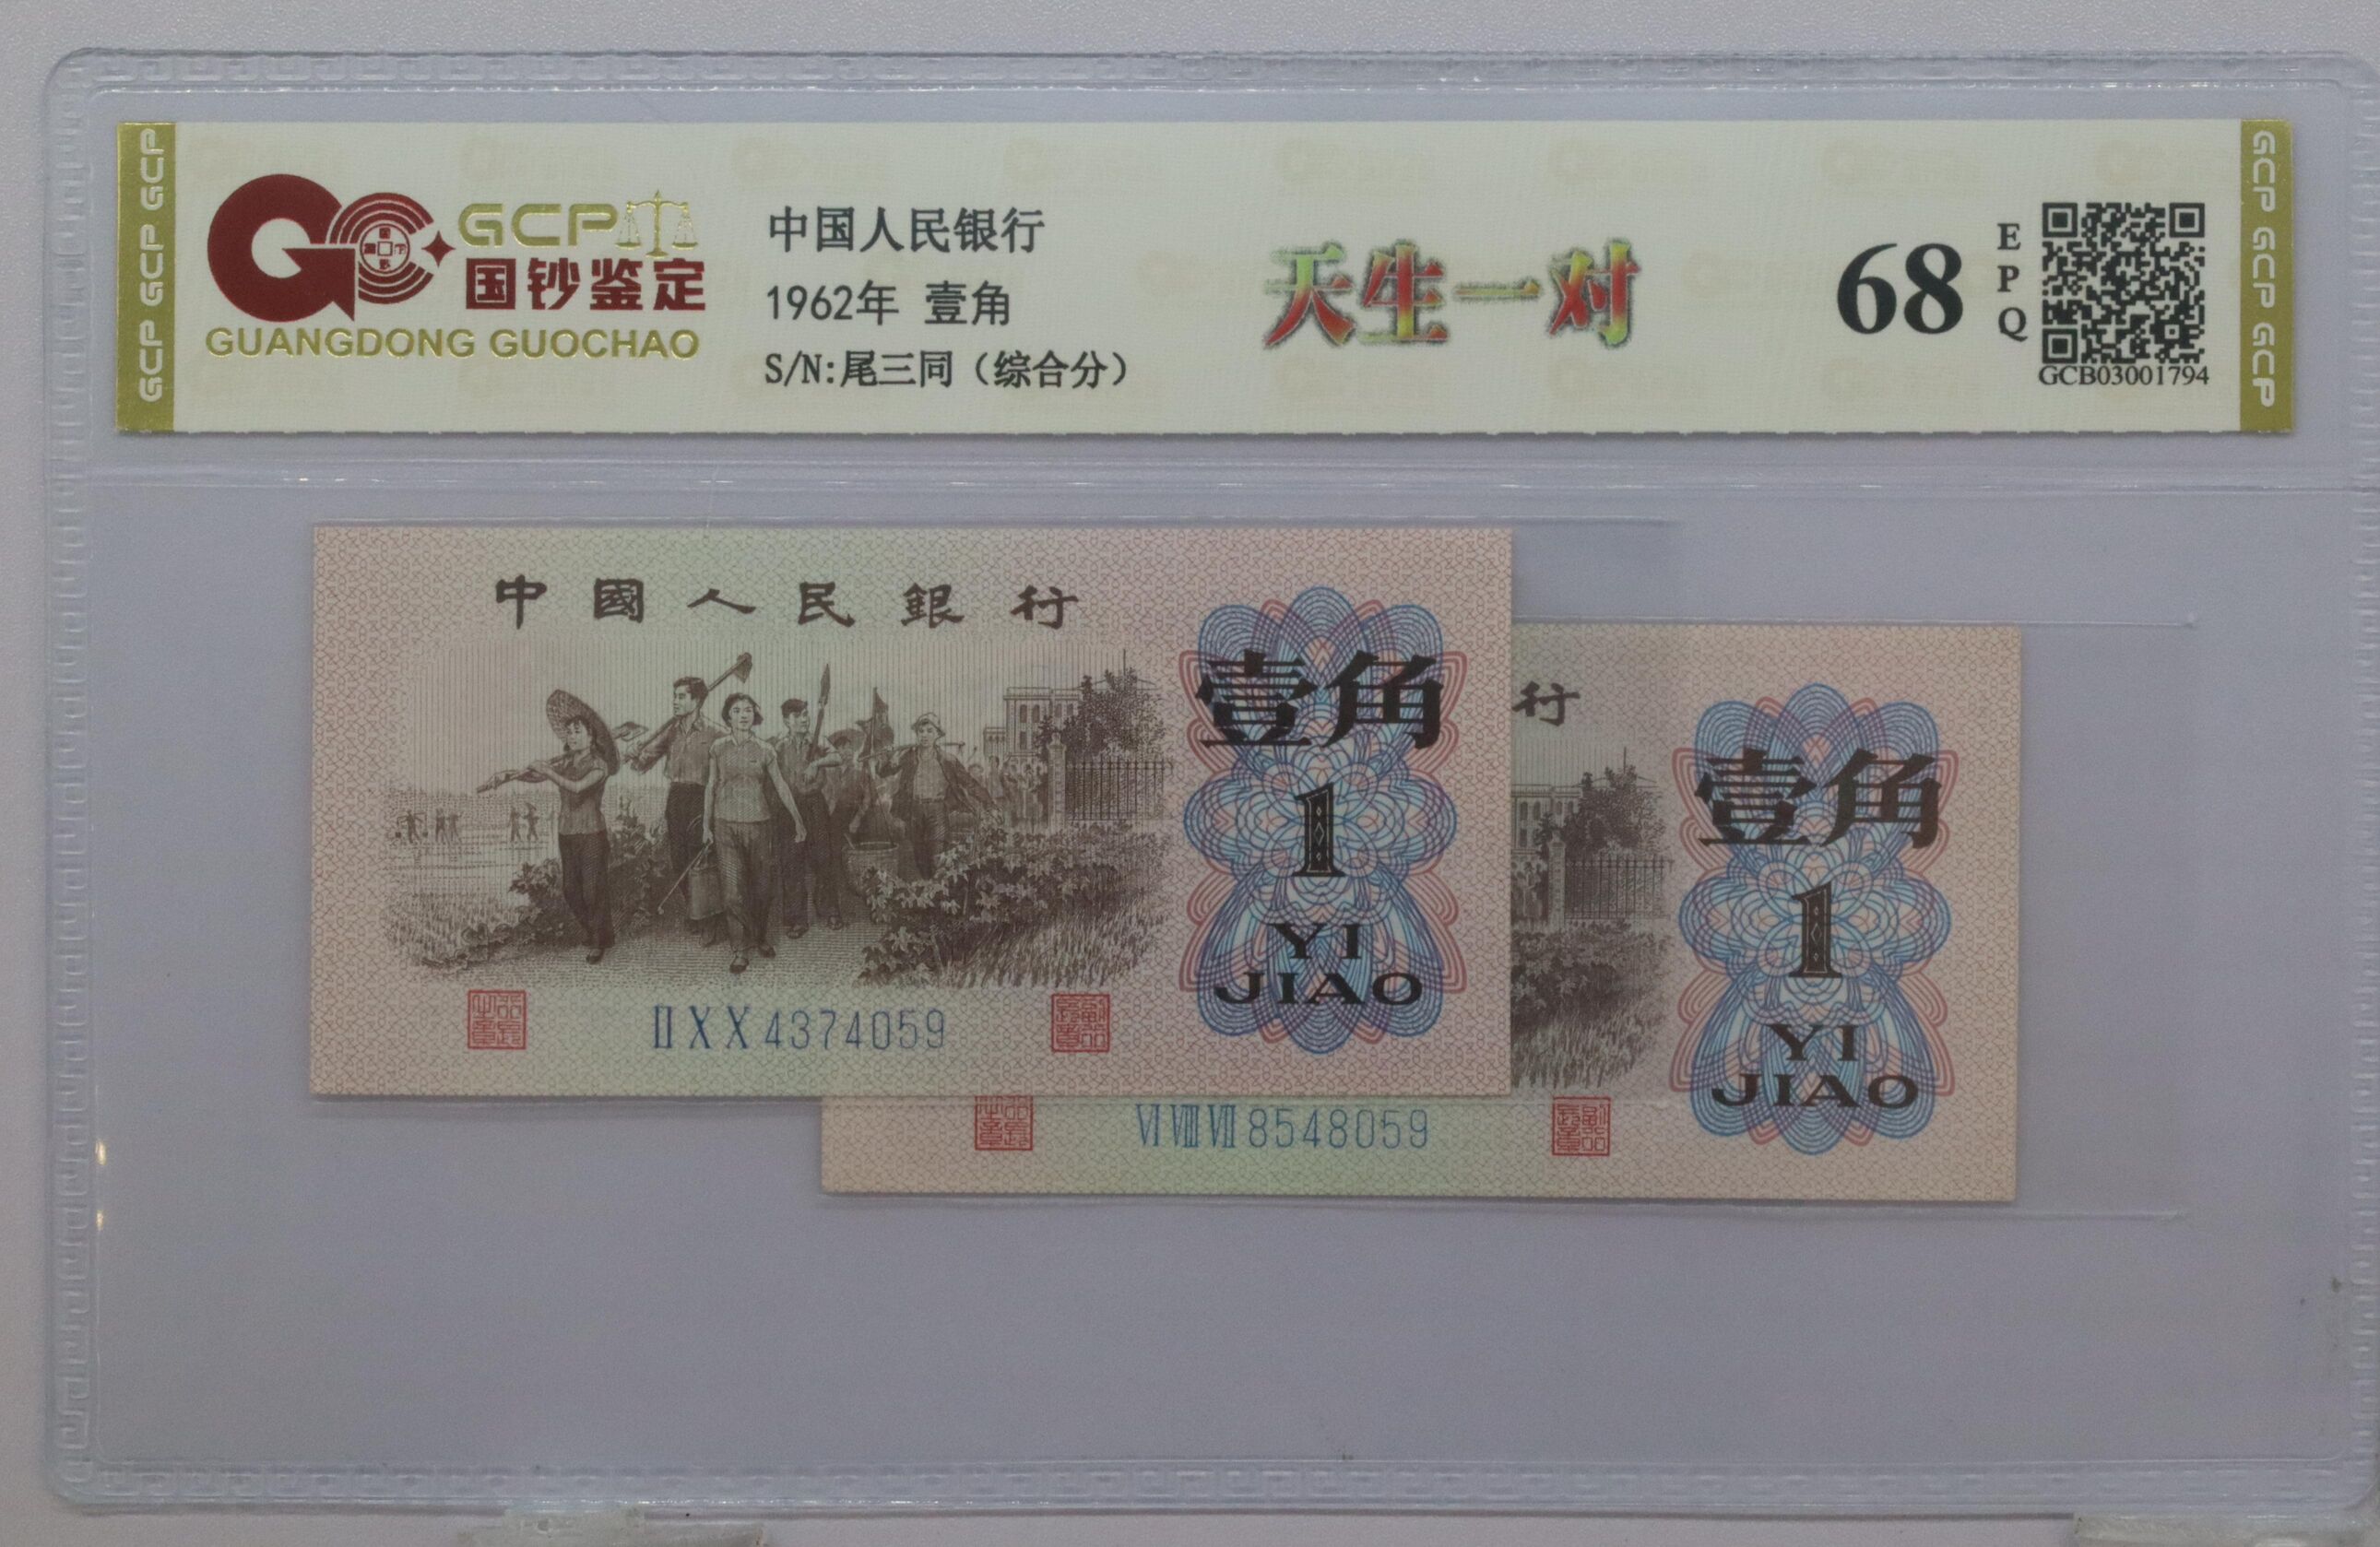 GCP GCP GCP
GCP
国钞鉴定
GUANGDONG GUOCHAO
中国人民银行
1962年 壹角
S/N:尾三同（综合分）
天生一对
68
EPQ
GCB03001794
GCP GCP GCP
中國人民銀行
壹角
1
YI
JIAO
ⅡⅩⅩ4374059
行
壹角
1
YI
JIAO
ⅥⅧⅦ8548059